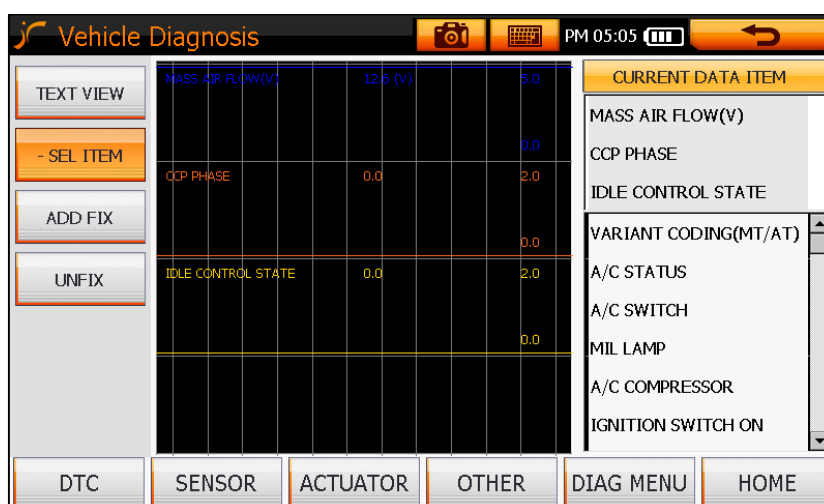 Vehicle Diagnosis
PM 05:05
TEXT VIEW
- SEL ITEM
ADD FIX
UNFIX
MASS AIR FLOW(V) 12.6 (V) 5.0
0.0
CCP PHASE 0.0 2.0
0.0
IDLE CONTROL STATE 0.0 2.0
0.0
CURRENT DATA ITEM
MASS AIR FLOW(V)
CCP PHASE
IDLE CONTROL STATE
VARIANT CODING(MT/AT)
A/C STATUS
A/C SWITCH
MIL LAMP
A/C COMPRESSOR
IGNITION SWITCH ON
DTC
SENSOR
ACTUATOR
OTHER
DIAG MENU
HOME